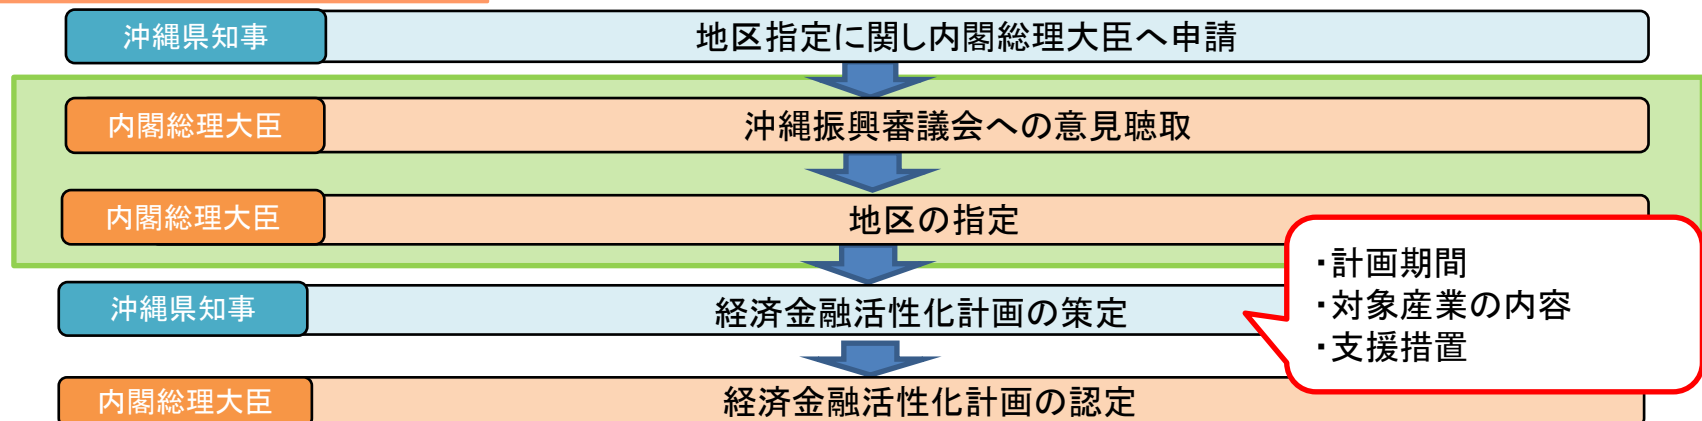 沖縄県知事 地区指定に関し内閣総理大臣へ申請
内閣総理大臣 沖縄振興審議会への意見聴取
内閣総理大臣 地区の指定
沖縄県知事 経済金融活性化計画の策定
・計画期間
・対象産業の内容
・支援措置
内閣総理大臣 経済金融活性化計画の認定